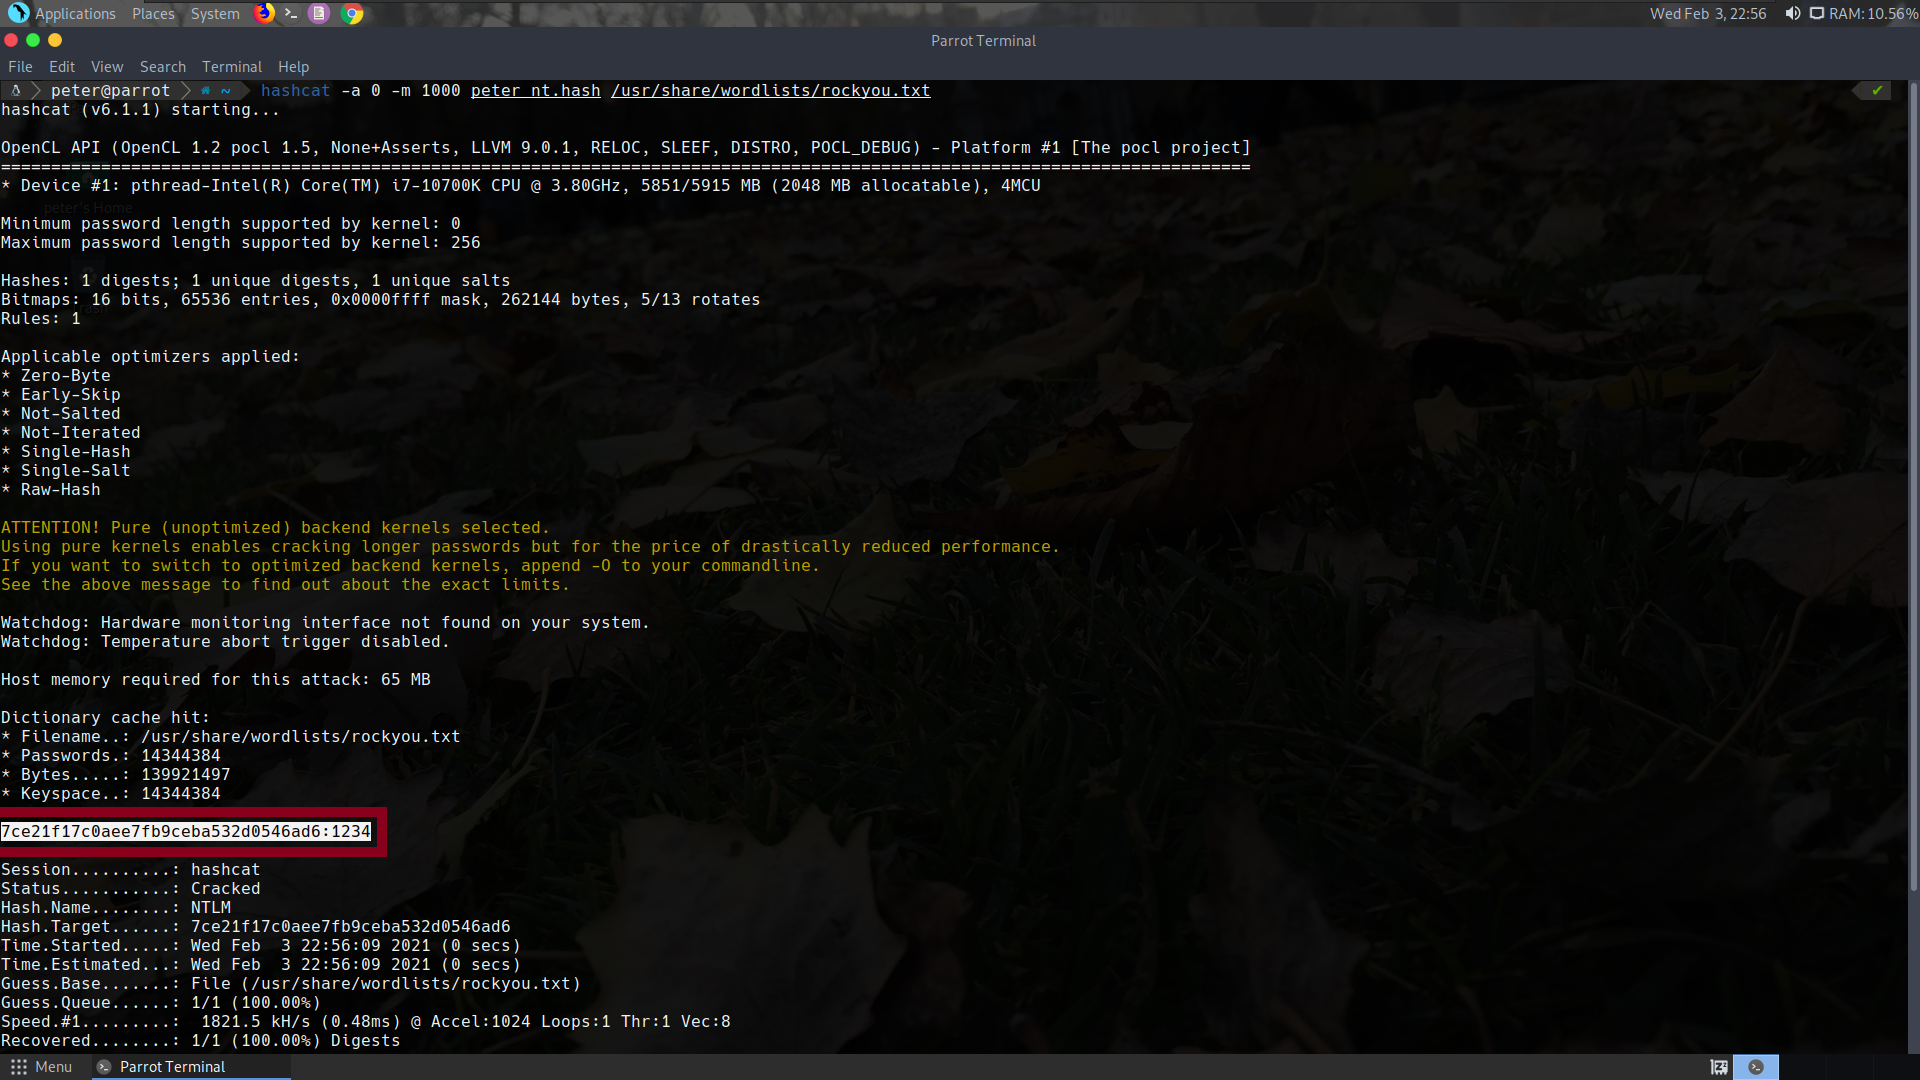 Applications Places System Wed Feb 3, 22:56 RAM: 10.56%
Parrot Terminal
File Edit View Search Terminal Help
peter@parrot ~ hashcat -a 0 -m 1000 peter_nt.hash /usr/share/wordlists/rockyou.txt ✔
hashcat (v6.1.1) starting...
OpenCL API (OpenCL 1.2 pocl 1.5, None+Asserts, LLVM 9.0.1, RELOC, SLEEF, DISTRO, POCL_DEBUG) - Platform #1 [The pocl project]
=============================================================================================================================
* Device #1: pthread-Intel(R) Core(TM) i7-10700K CPU @ 3.80GHz, 5851/5915 MB (2048 MB allocatable), 4MCU
peter's Home
Minimum password length supported by kernel: 0
Maximum password length supported by kernel: 256
Hashes: 1 digests; 1 unique digests, 1 unique salts
Bitmaps: 16 bits, 65536 entries, 0x0000ffff mask, 262144 bytes, 5/13 rotates
Rules: 1
Applicable optimizers applied:
* Zero-Byte
* Early-Skip
* Not-Salted
* Not-Iterated
* Single-Hash
* Single-Salt
* Raw-Hash
ATTENTION! Pure (unoptimized) backend kernels selected.
Using pure kernels enables cracking longer passwords but for the price of drastically reduced performance.
If you want to switch to optimized backend kernels, append -O to your commandline.
See the above message to find out about the exact limits.
Watchdog: Hardware monitoring interface not found on your system.
Watchdog: Temperature abort trigger disabled.
Host memory required for this attack: 65 MB
Dictionary cache hit:
* Filename..: /usr/share/wordlists/rockyou.txt
* Passwords.: 14344384
* Bytes.....: 139921497
* Keyspace..: 14344384
7ce21f17c0aee7fb9ceba532d0546ad6:1234
Session..........: hashcat
Status...........: Cracked
Hash.Name........: NTLM
Hash.Target......: 7ce21f17c0aee7fb9ceba532d0546ad6
Time.Started.....: Wed Feb  3 22:56:09 2021 (0 secs)
Time.Estimated...: Wed Feb  3 22:56:09 2021 (0 secs)
Guess.Base.......: File (/usr/share/wordlists/rockyou.txt)
Guess.Queue......: 1/1 (100.00%)
Speed.#1.........:  1821.5 kH/s (0.48ms) @ Accel:1024 Loops:1 Thr:1 Vec:8
Recovered........: 1/1 (100.00%) Digests
Menu Parrot Terminal